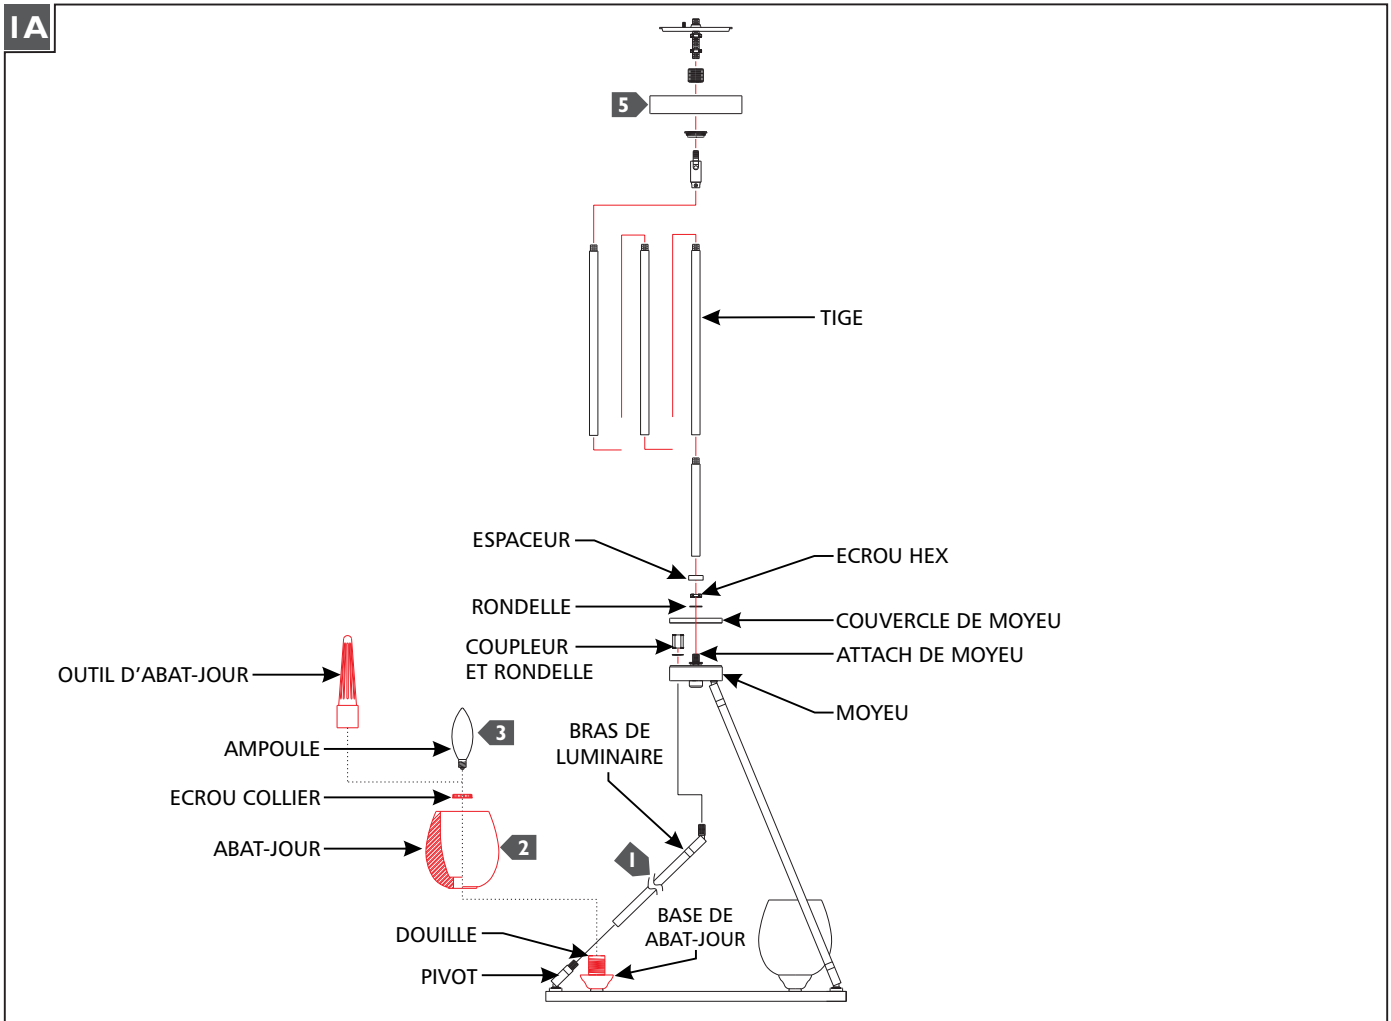 1A
5
TIGE
ESPACEUR
ECROU HEX
RONDELLE
COUVERCLE DE MOYEU
COUPLEUR
ET RONDELLE
ATTACH DE MOYEU
OUTIL D'ABAT-JOUR
MOYEU
3
BRAS DE
LUMINAIRE
AMPOULE
ECROU COLLIER
ABAT-JOUR
2
1
BASE DE
ABAT-JOUR
DOUILLE
PIVOT